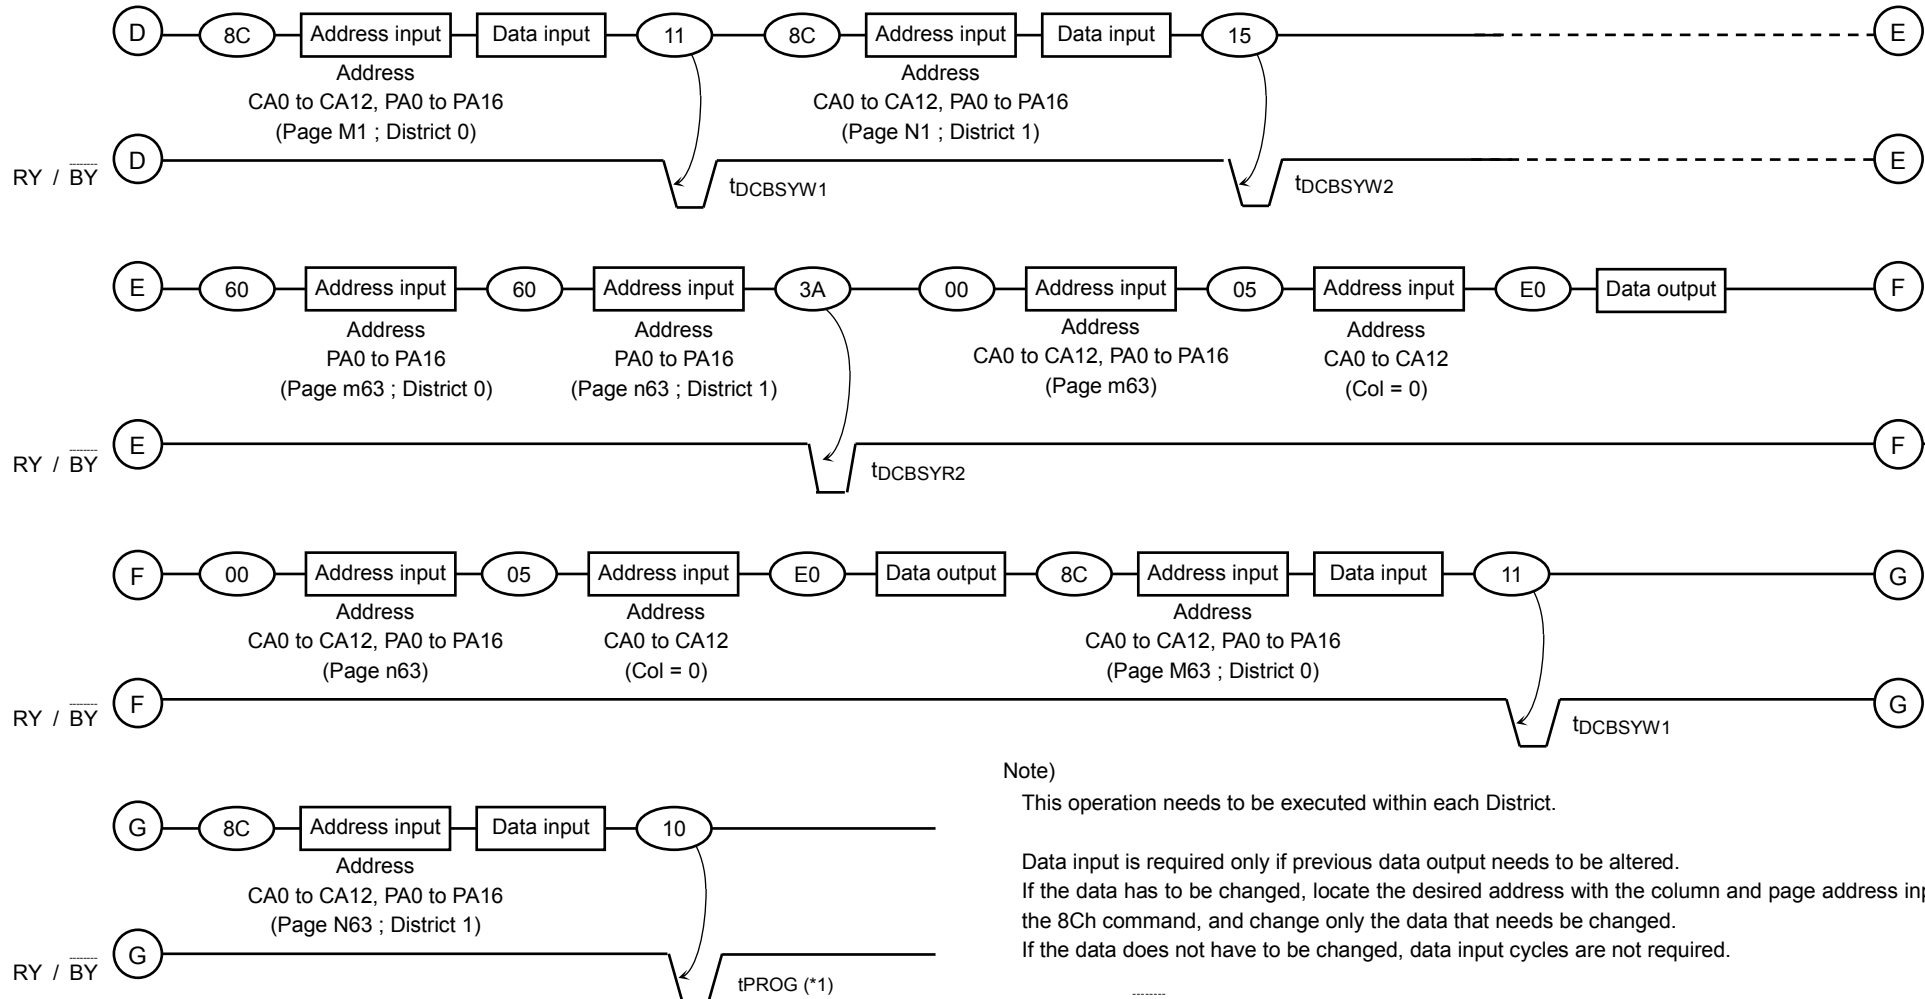 D 8C Address input Data input 11 8C Address input Data input 15 E
Address Address
CA0 to CA12, PA0 to PA16 CA0 to CA12, PA0 to PA16
(Page M1 ; District 0) (Page N1 ; District 1)
RY / BY D E
tDCBSYW1 tDCBSYW2
E 60 Address input 60 Address input 3A 00 Address input 05 Address input E0 Data output F
Address Address Address Address
PA0 to PA16 PA0 to PA16 CA0 to CA12, PA0 to PA16 CA0 to CA12
(Page m63 ; District 0) (Page n63 ; District 1) (Page m63) (Col = 0)
RY / BY E F
tDCBSYR2
F 00 Address input 05 Address input E0 Data output 8C Address input Data input 11 G
Address Address Address
CA0 to CA12, PA0 to PA16 CA0 to CA12 CA0 to CA12, PA0 to PA16
(Page n63) (Col = 0) (Page M63 ; District 0)
RY / BY F G
tDCBSYW1
G 8C Address input Data input 10
Address
CA0 to CA12, PA0 to PA16
(Page N63 ; District 1)
RY / BY G
tPROG (*1)
Note)
This operation needs to be executed within each District.
Data input is required only if previous data output needs to be altered.
If the data has to be changed, locate the desired address with the column and page address
the 8Ch command, and change only the data that needs be changed.
If the data does not have to be changed, data input cycles are not required.